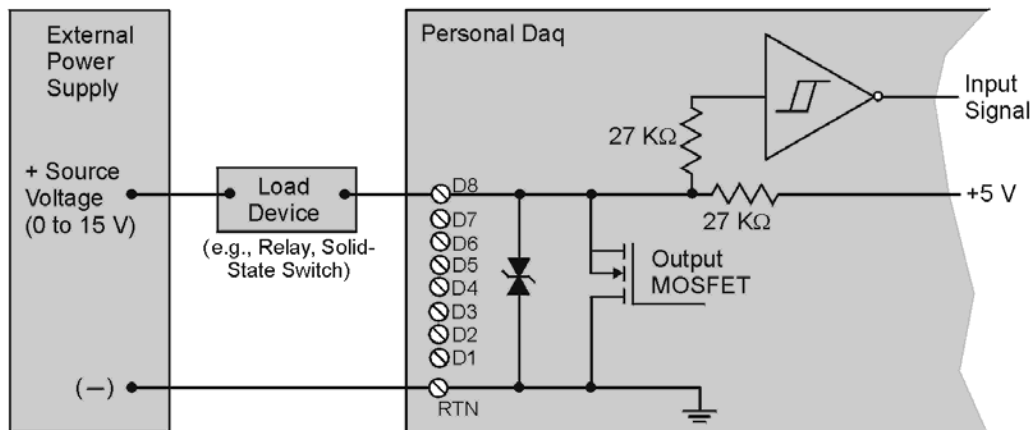 External
Power
Supply
+ Source
Voltage
(0 to 15 V)
(−)
Load
Device
(e.g., Relay, Solid-
State Switch)
Personal Daq
D8
D7
D6
D5
D4
D3
D2
D1
RTN
27 KΩ
27 KΩ
Output
MOSFET
Input
Signal
+5 V